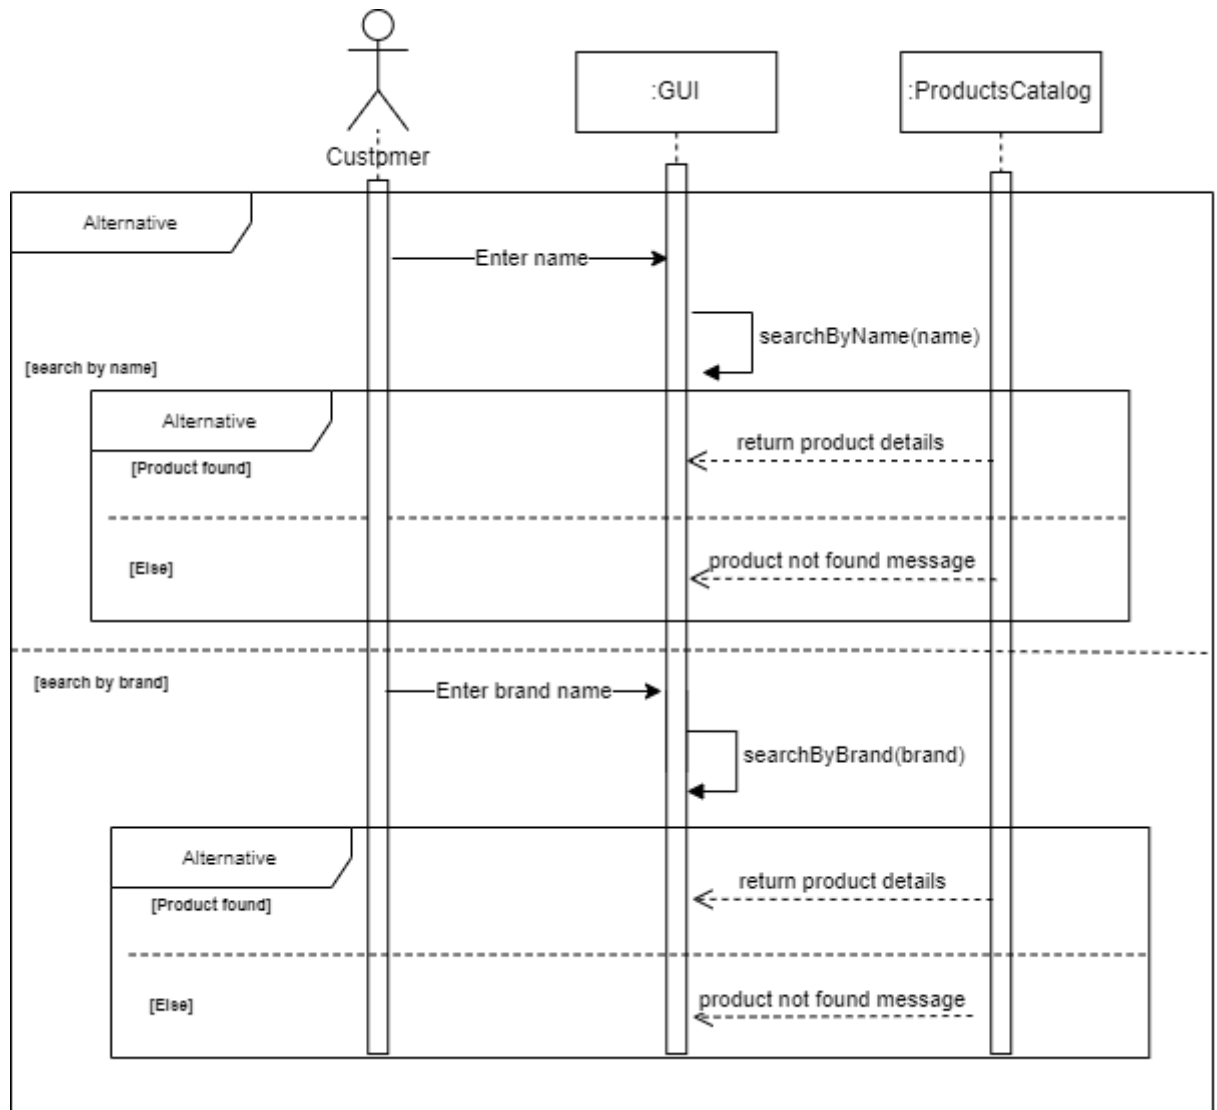 :GUI
:ProductsCatalog
Customer
Alternative
Enter name
searchByName(name)
[search by name]
Alternative
return product details
[Product found]
product not found message
[Else]
[search by brand]
Enter brand name
searchByBrand(brand)
Alternative
return product details
[Product found]
product not found message
[Else]